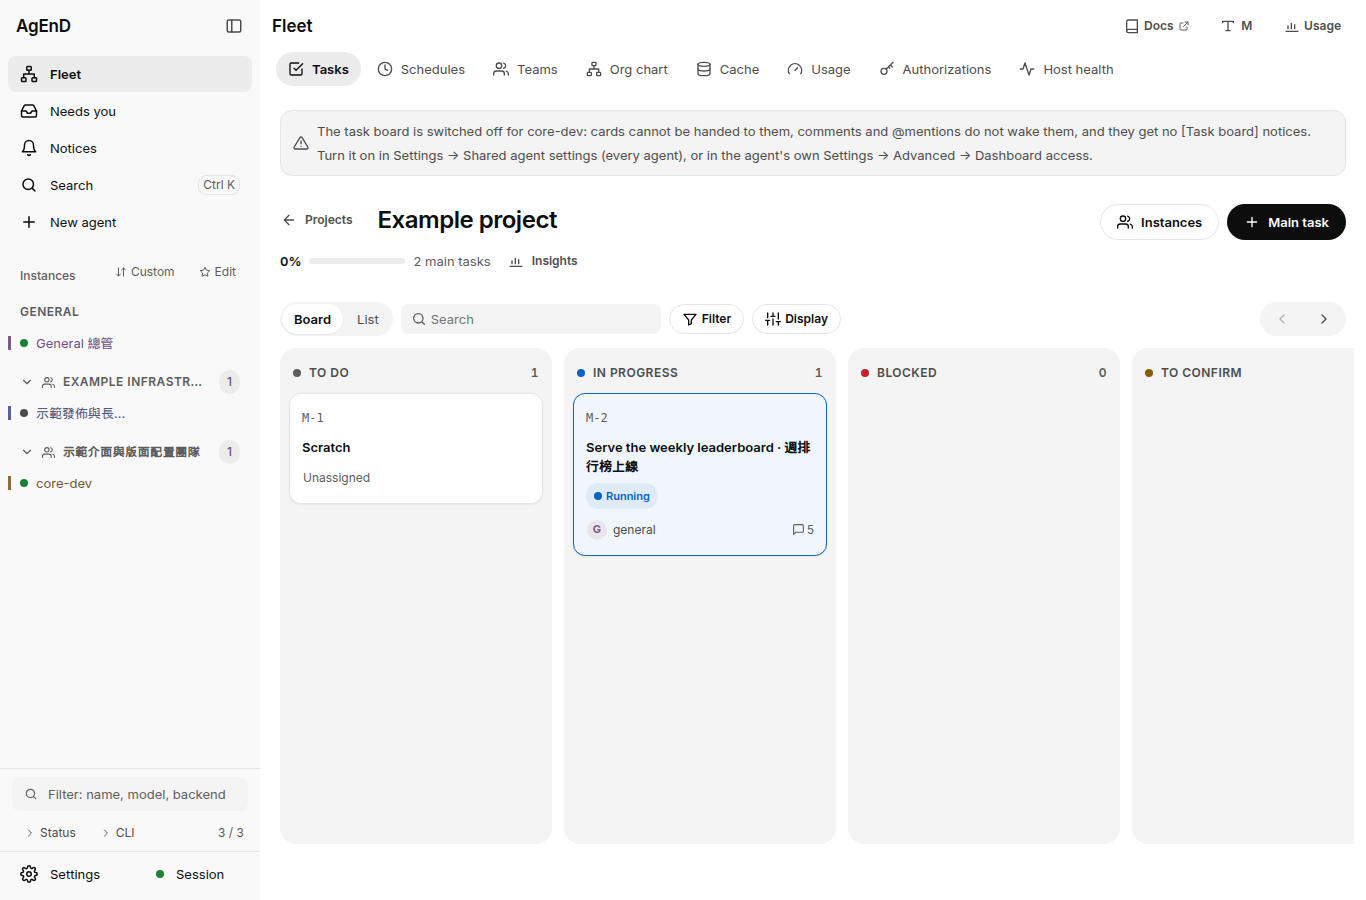 AgEnD
Fleet
Needs you
Notices
Search
Ctrl K
New agent
Instances
Custom
Edit
GENERAL
General 總管
EXAMPLE INFRASTR...
1
示範發佈與長...
示範介面與版面配置團隊
1
core-dev
Filter: name, model, backend
Status
CLI
3 / 3
Settings
Session
Fleet
Docs
M
Usage
Tasks
Schedules
Teams
Org chart
Cache
Usage
Authorizations
Host health
The task board is switched off for core-dev: cards cannot be handed to them, comments and @mentions do not wake them, and they get no [Task board] notices.
Turn it on in Settings → Shared agent settings (every agent), or in the agent's own Settings → Advanced → Dashboard access.
Projects
Example project
Instances
Main task
0%
2 main tasks
Insights
Board
List
Search
Filter
Display
TO DO
1
M-1
Scratch
Unassigned
IN PROGRESS
1
M-2
Serve the weekly leaderboard · 週排
行榜上線
Running
G
general
5
BLOCKED
0
TO CONFIRM